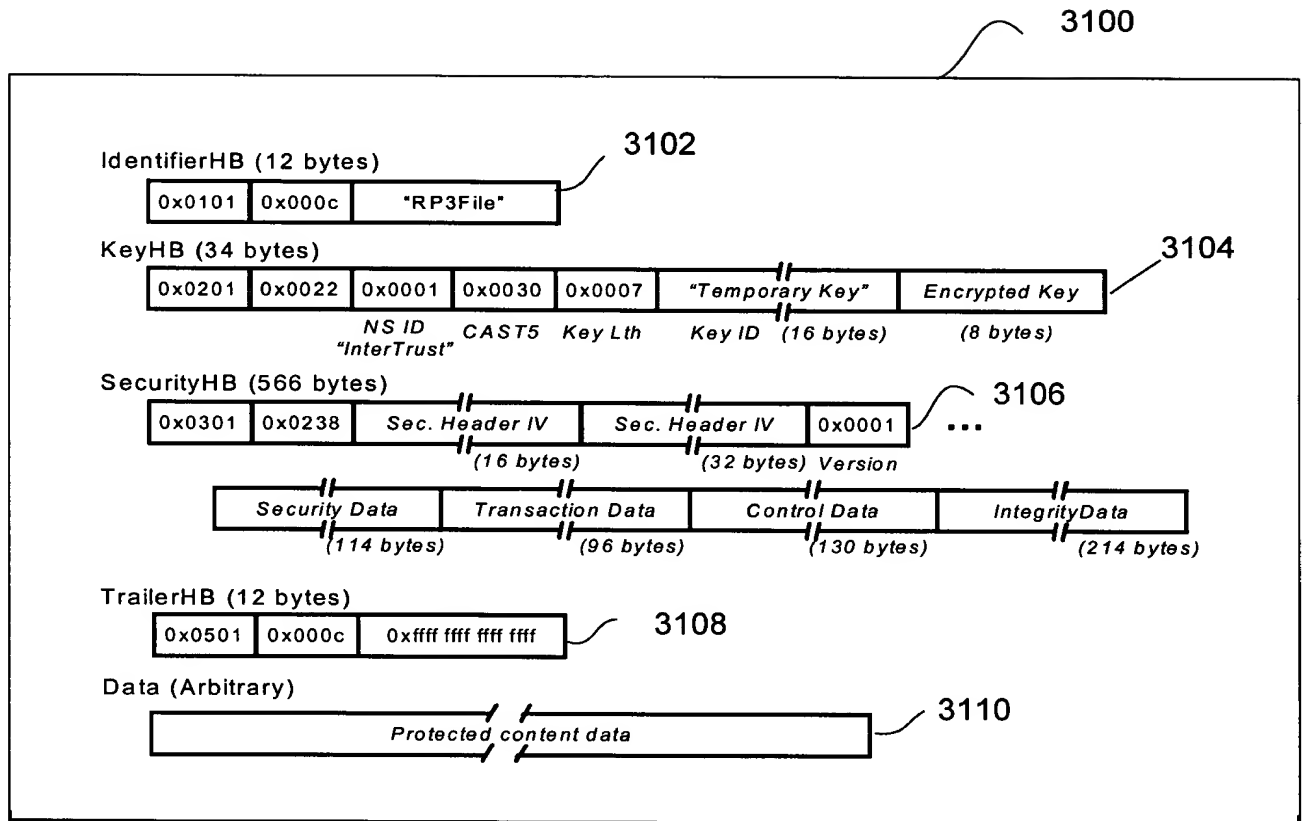 3100
IdentifierHB (12 bytes)
3102
0x0101 0x000c "RP3File"
KeyHB (34 bytes)
3104
0x0201 0x0022 0x0001 0x0030 0x0007 "Temporary Key" Encrypted Key
NS ID CAST5 Key Lth Key ID (16 bytes) (8 bytes)
"InterTrust"
SecurityHB (566 bytes)
3106
0x0301 0x0238 Sec. Header IV Sec. Header IV 0x0001 ...
(16 bytes) (32 bytes) Version
Security Data Transaction Data Control Data IntegrityData
(114 bytes) (96 bytes) (130 bytes) (214 bytes)
TrailerHB (12 bytes)
0x0501 0x000c 0xffff ffff ffff ffff 3108
Data (Arbitrary)
3110
Protected content data